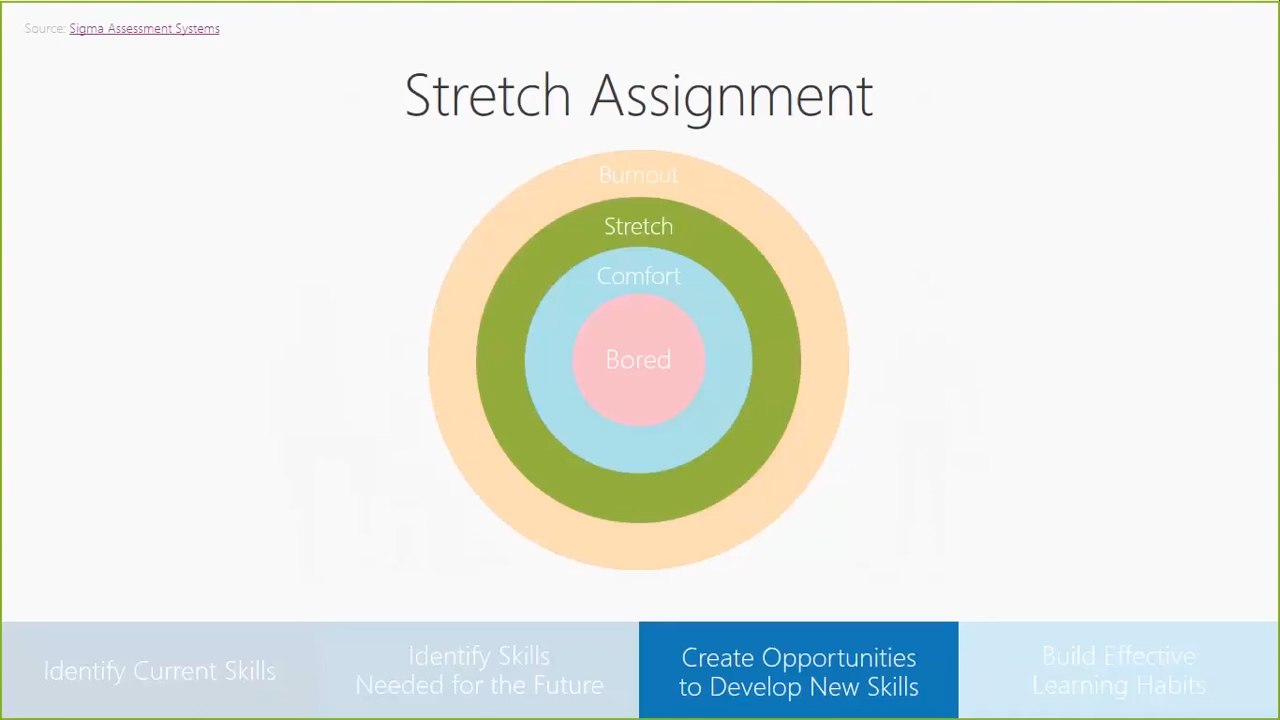 Source: Sigma Assessment Systems
Stretch Assignment
Burnout
Stretch
Comfort
Bored
Identify Current Skills
Identify Skills
Needed for the Future
Create Opportunities
to Develop New Skills
Build Effective
Learning Habits